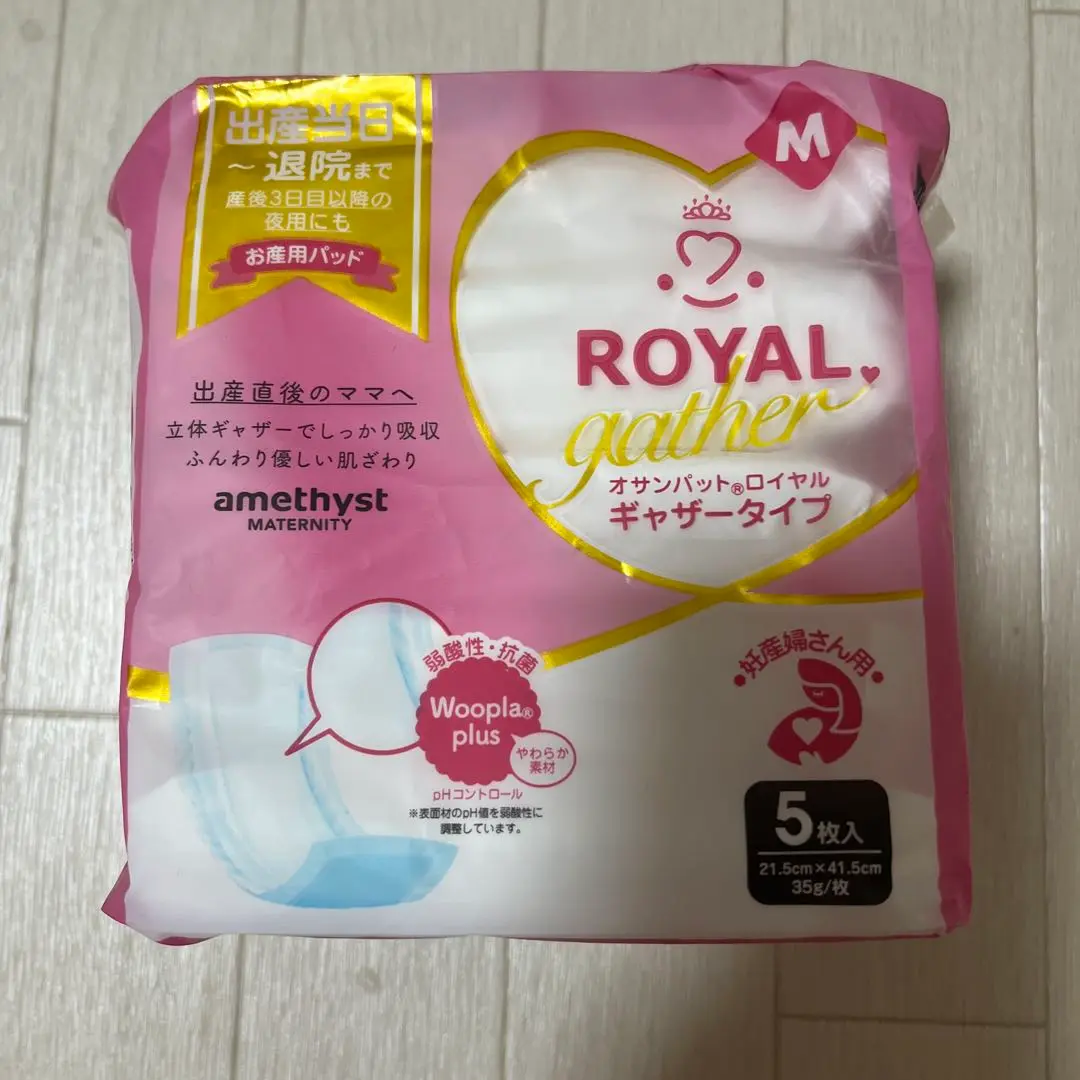 出産当日
〜退院まで
産後3日目以降の
夜用にも
お産用パッド
M
ROYAL
gather
オサンパット®ロイヤル
ギャザータイプ
出産直後のママへ
立体ギャザーでしっかり吸収
ふんわり優しい肌ざわり
amethyst
MATERNITY
弱酸性・抗菌
Woopla®
plus
やわらか
素材
pHコントロール
※表面材のpH値を弱酸性に
調整しています。
•妊産婦さん用•
5枚入
21.5cm×41.5cm
35g/枚